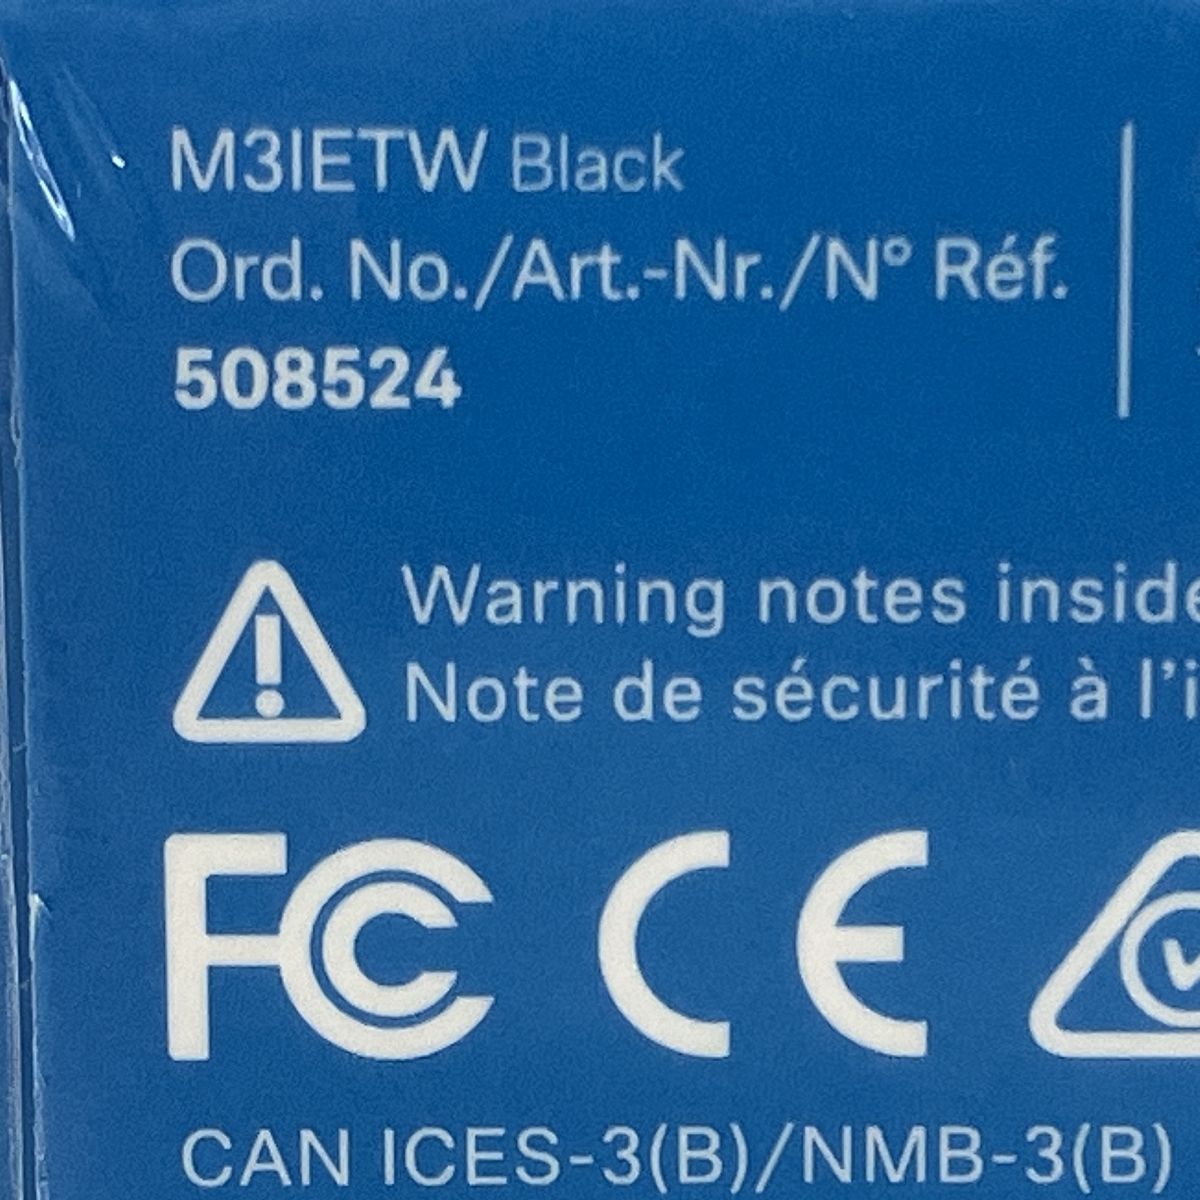 M3IETW Black
Ord. No./Art.-Nr./N° Réf.
508524
Warning notes inside
Note de sécurité à l'i
FC CE
CAN ICES-3(B)/NMB-3(B)